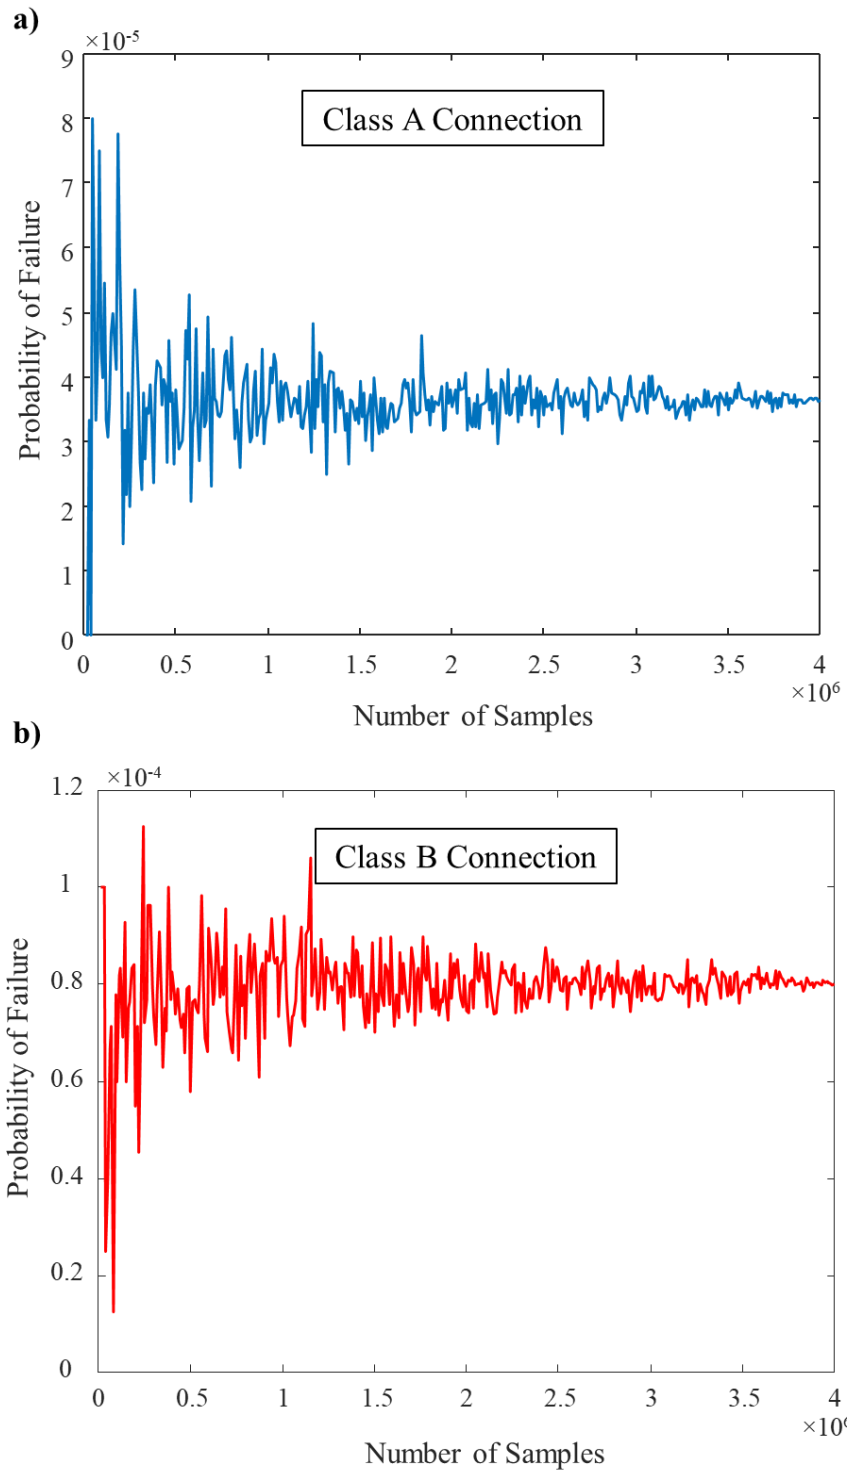 a)
×10⁻⁵
9
8
7
6
5
4
3
2
1
0
Class A Connection
Probability of Failure
0 0.5 1 1.5 2 2.5 3 3.5 4
×10⁶
Number of Samples
b)
×10⁻⁴
1.2
1
0.8
0.6
0.4
0.2
0
Class B Connection
Probability of Failure
0 0.5 1 1.5 2 2.5 3 3.5 4
×10⁶
Number of Samples